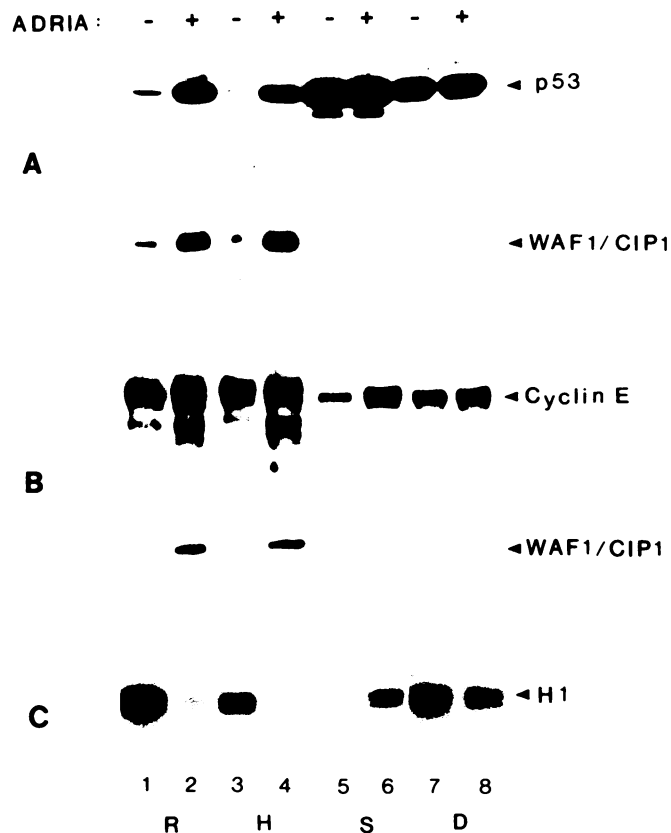 ADRIA: - + - + - + - +
◄ p53
A
◄ WAF1/CIP1
◄ Cyclin E
B
◄ WAF1/CIP1
◄ H1
C
1 2 3 4 5 6 7 8
R H S D